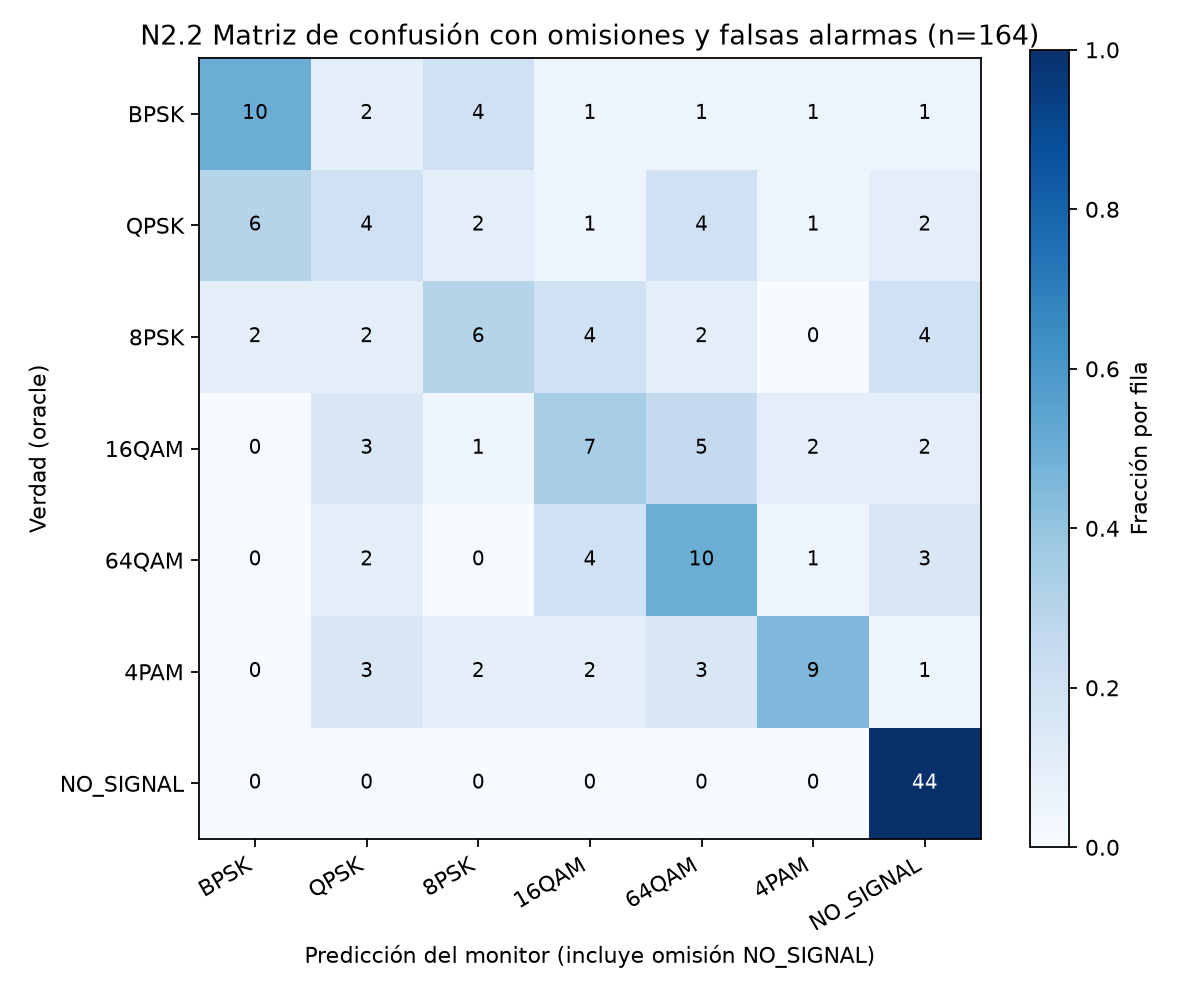 N2.2 Matriz de confusión con omisiones y falsas alarmas (n=164)
BPSK 10 2 4 1 1 1 1
QPSK 6 4 2 1 4 1 2
8PSK 2 2 6 4 2 0 4
16QAM 0 3 1 7 5 2 2
64QAM 0 2 0 4 10 1 3
4PAM 0 3 2 2 3 9 1
NO_SIGNAL 0 0 0 0 0 0 44
BPSK QPSK 8PSK 16QAM 64QAM 4PAM NO_SIGNAL
Predicción del monitor (incluye omisión NO_SIGNAL)
Verdad (oracle)
1.0
0.8
0.6
0.4
0.2
0.0
Fracción por fila